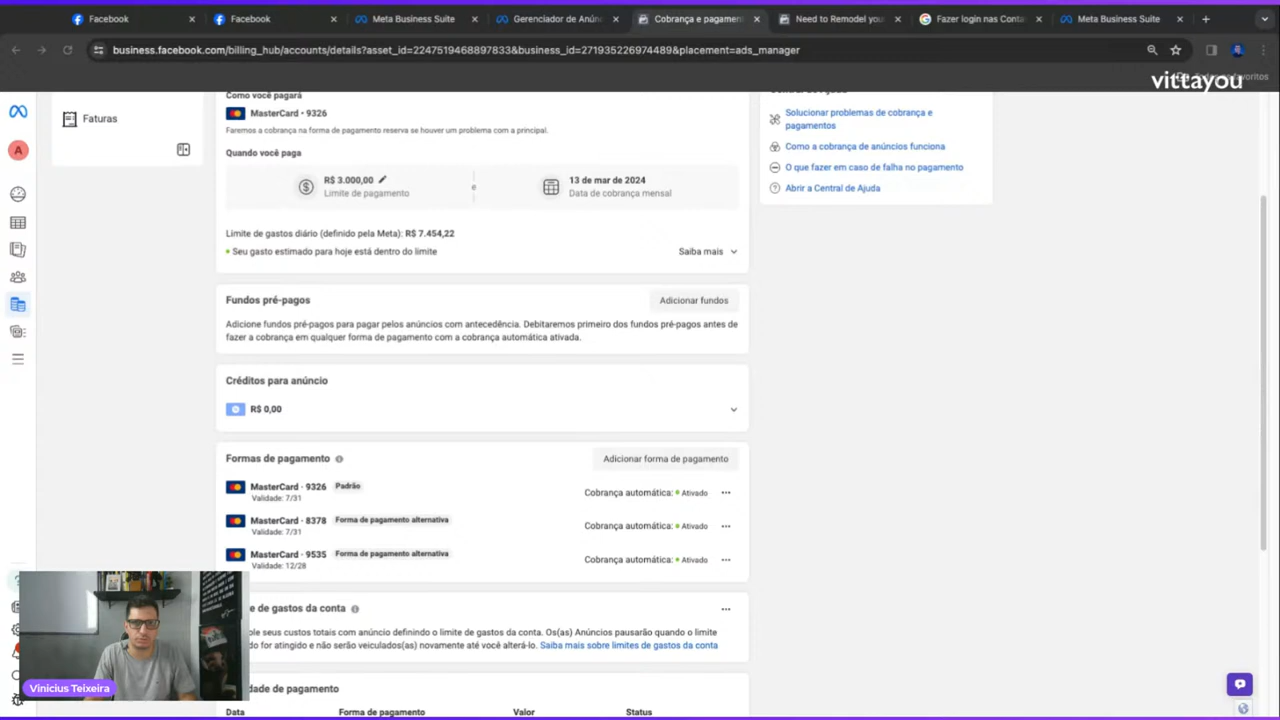 Facebook
Facebook
Meta Business Suite
Gerenciador de Anún
Cobrança e pagamen
Need to Remodel you
Fazer login nas Conta
Meta Business Suite
business.facebook.com/billing_hub/accounts/details?asset_id=2247519468897833&business_id=271935226974489&placement=ads_manager
favoritos
vittayou
Faturas
A
Como você pagará
MasterCard • 9326
Faremos a cobrança na forma de pagamento reserva se houver um problema com a principal.
Quando você paga
R$ 3.000,00
Limite de pagamento
e
13 de mar de 2024
Data de cobrança mensal
Limite de gastos diário (definido pela Meta): R$ 7.454,22
Seu gasto estimado para hoje está dentro do limite
Saiba mais
Solucionar problemas de cobrança e
pagamentos
Como a cobrança de anúncios funciona
O que fazer em caso de falha no pagamento
Abrir a Central de Ajuda
Fundos pré-pagos
Adicionar fundos
Adicione fundos pré-pagos para pagar pelos anúncios com antecedência. Debitaremos primeiro dos fundos pré-pagos antes de
fazer a cobrança em qualquer forma de pagamento com a cobrança automática ativada.
Créditos para anúncio
R$ 0,00
Formas de pagamento
Adicionar forma de pagamento
MasterCard · 9326 Padrão
Validade: 7/31
Cobrança automática: Ativado
MasterCard · 8378 Forma de pagamento alternativa
Validade: 7/31
Cobrança automática: Ativado
MasterCard · 9535 Forma de pagamento alternativa
Validade: 12/28
Cobrança automática: Ativado
e de gastos da conta
ole seus custos totais com anúncio definindo o limite de gastos da conta. Os(as) Anúncios pausarão quando o limite
do for atingido e não serão veiculados(as) novamente até você alterá-lo. Saiba mais sobre limites de gastos da conta
dade de pagamento
Data
Forma de pagamento
Valor
Status
Vinicius Teixeira